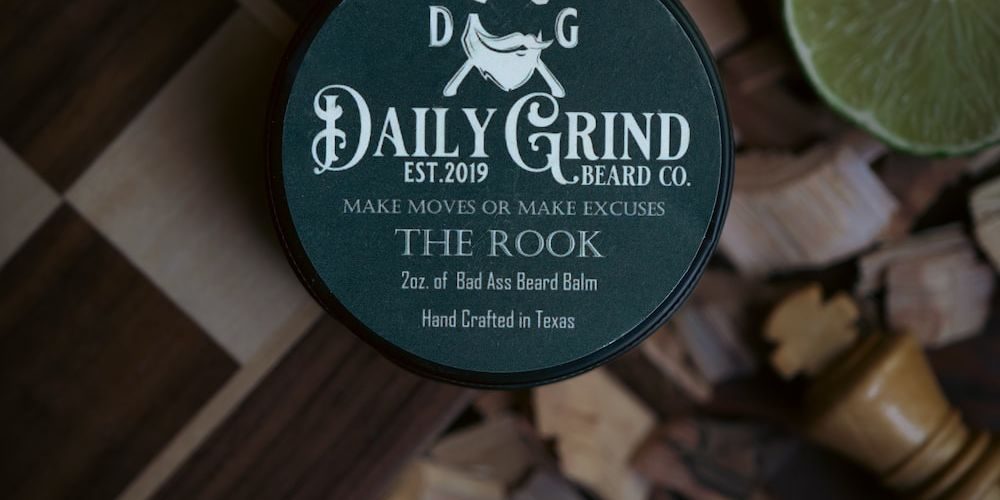 D G
DAILY GRIND
EST.2019 BEARD CO.
MAKE MOVES OR MAKE EXCUSES
THE ROOK
2oz. of Bad Ass Beard Balm
Hand Crafted in Texas